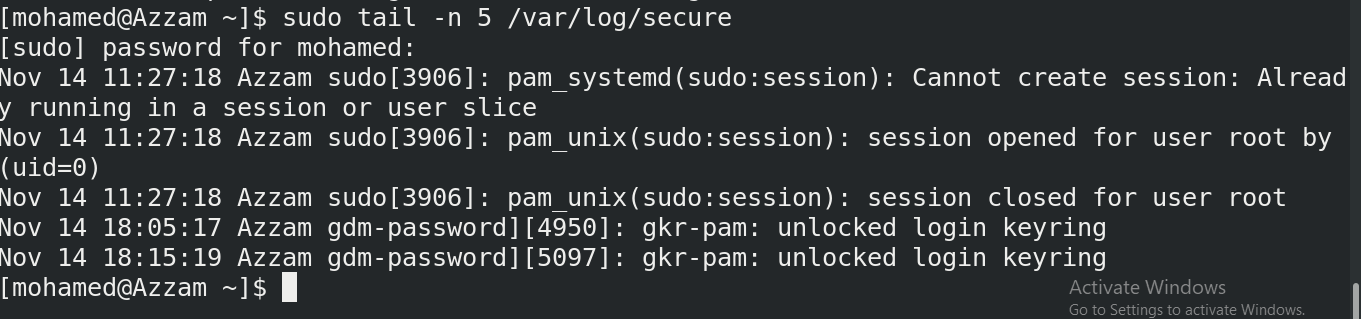 [mohamed@Azzam ~]$ sudo tail -n 5 /var/log/secure
[sudo] password for mohamed:
Nov 14 11:27:18 Azzam sudo[3906]: pam_systemd(sudo:session): Cannot create session: Alread
y running in a session or user slice
Nov 14 11:27:18 Azzam sudo[3906]: pam_unix(sudo:session): session opened for user root by
(uid=0)
Nov 14 11:27:18 Azzam sudo[3906]: pam_unix(sudo:session): session closed for user root
Nov 14 18:05:17 Azzam gdm-password][4950]: gkr-pam: unlocked login keyring
Nov 14 18:15:19 Azzam gdm-password][5097]: gkr-pam: unlocked login keyring
[mohamed@Azzam ~]$
Activate Windows
Go to Settings to activate Windows.